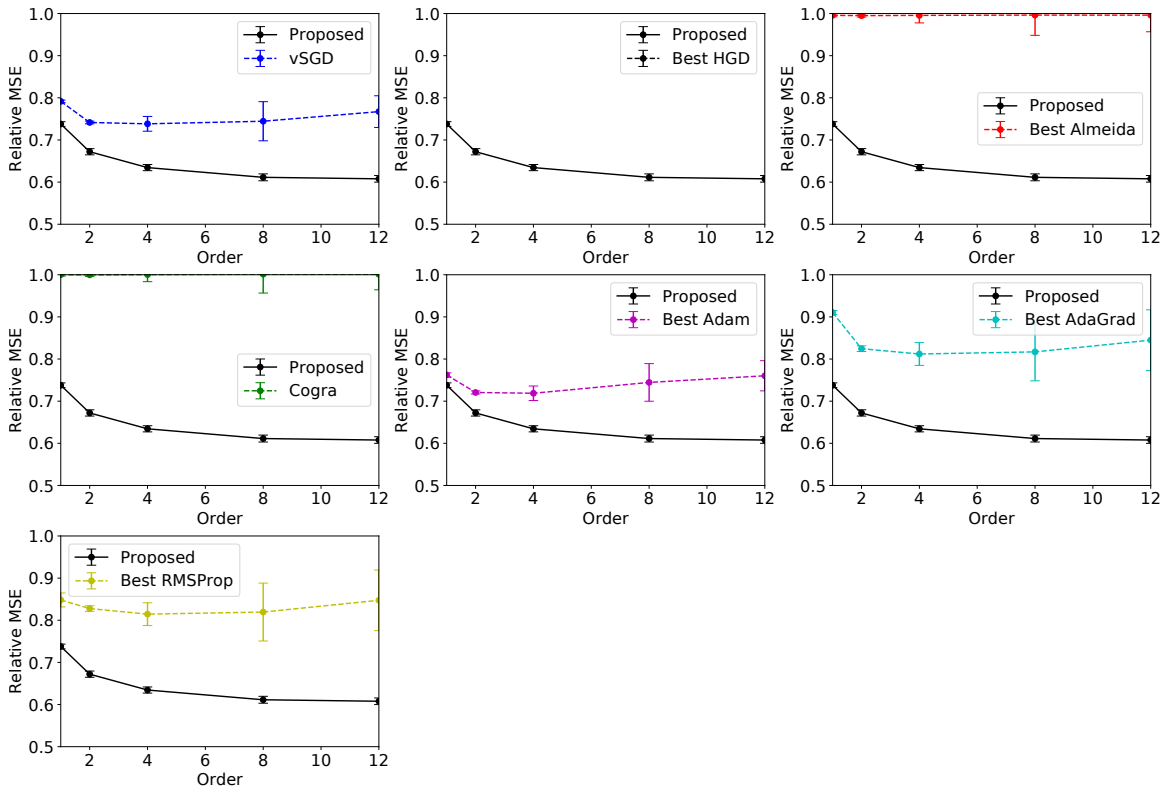 1.0
0.9
0.8
0.7
0.6
0.5
Relative MSE
2 4 6 8 10 12
Order
Proposed
vSGD
1.0
0.9
0.8
0.7
0.6
0.5
Relative MSE
2 4 6 8 10 12
Order
Proposed
Best HGD
1.0
0.9
0.8
0.7
0.6
0.5
Relative MSE
2 4 6 8 10 12
Order
Proposed
Best Almeida
1.0
0.9
0.8
0.7
0.6
0.5
Relative MSE
2 4 6 8 10 12
Order
Proposed
Cogra
1.0
0.9
0.8
0.7
0.6
0.5
Relative MSE
2 4 6 8 10 12
Order
Proposed
Best Adam
1.0
0.9
0.8
0.7
0.6
0.5
Relative MSE
2 4 6 8 10 12
Order
Proposed
Best AdaGrad
1.0
0.9
0.8
0.7
0.6
0.5
Relative MSE
2 4 6 8 10 12
Order
Proposed
Best RMSProp